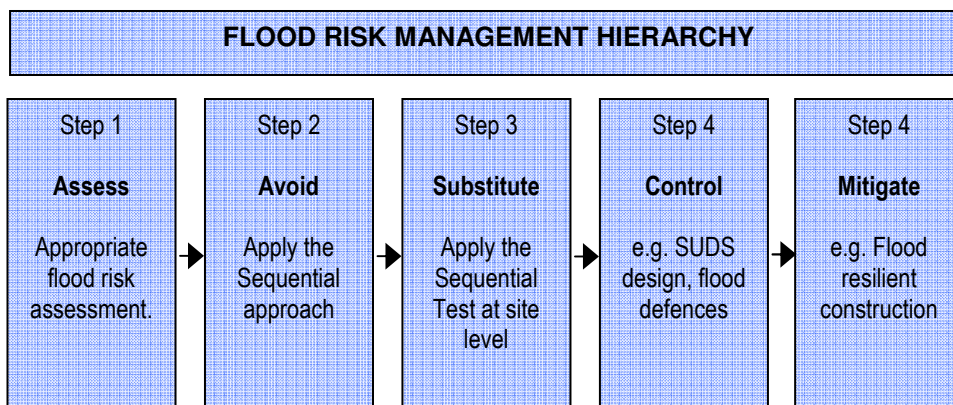 FLOOD RISK MANAGEMENT HIERARCHY
Step 1
Assess
Appropriate
flood risk
assessment.
Step 2
Avoid
Apply the
Sequential
approach
Step 3
Substitute
Apply the
Sequential
Test at site
level
Step 4
Control
e.g. SUDS
design, flood
defences
Step 4
Mitigate
e.g. Flood
resilient
construction